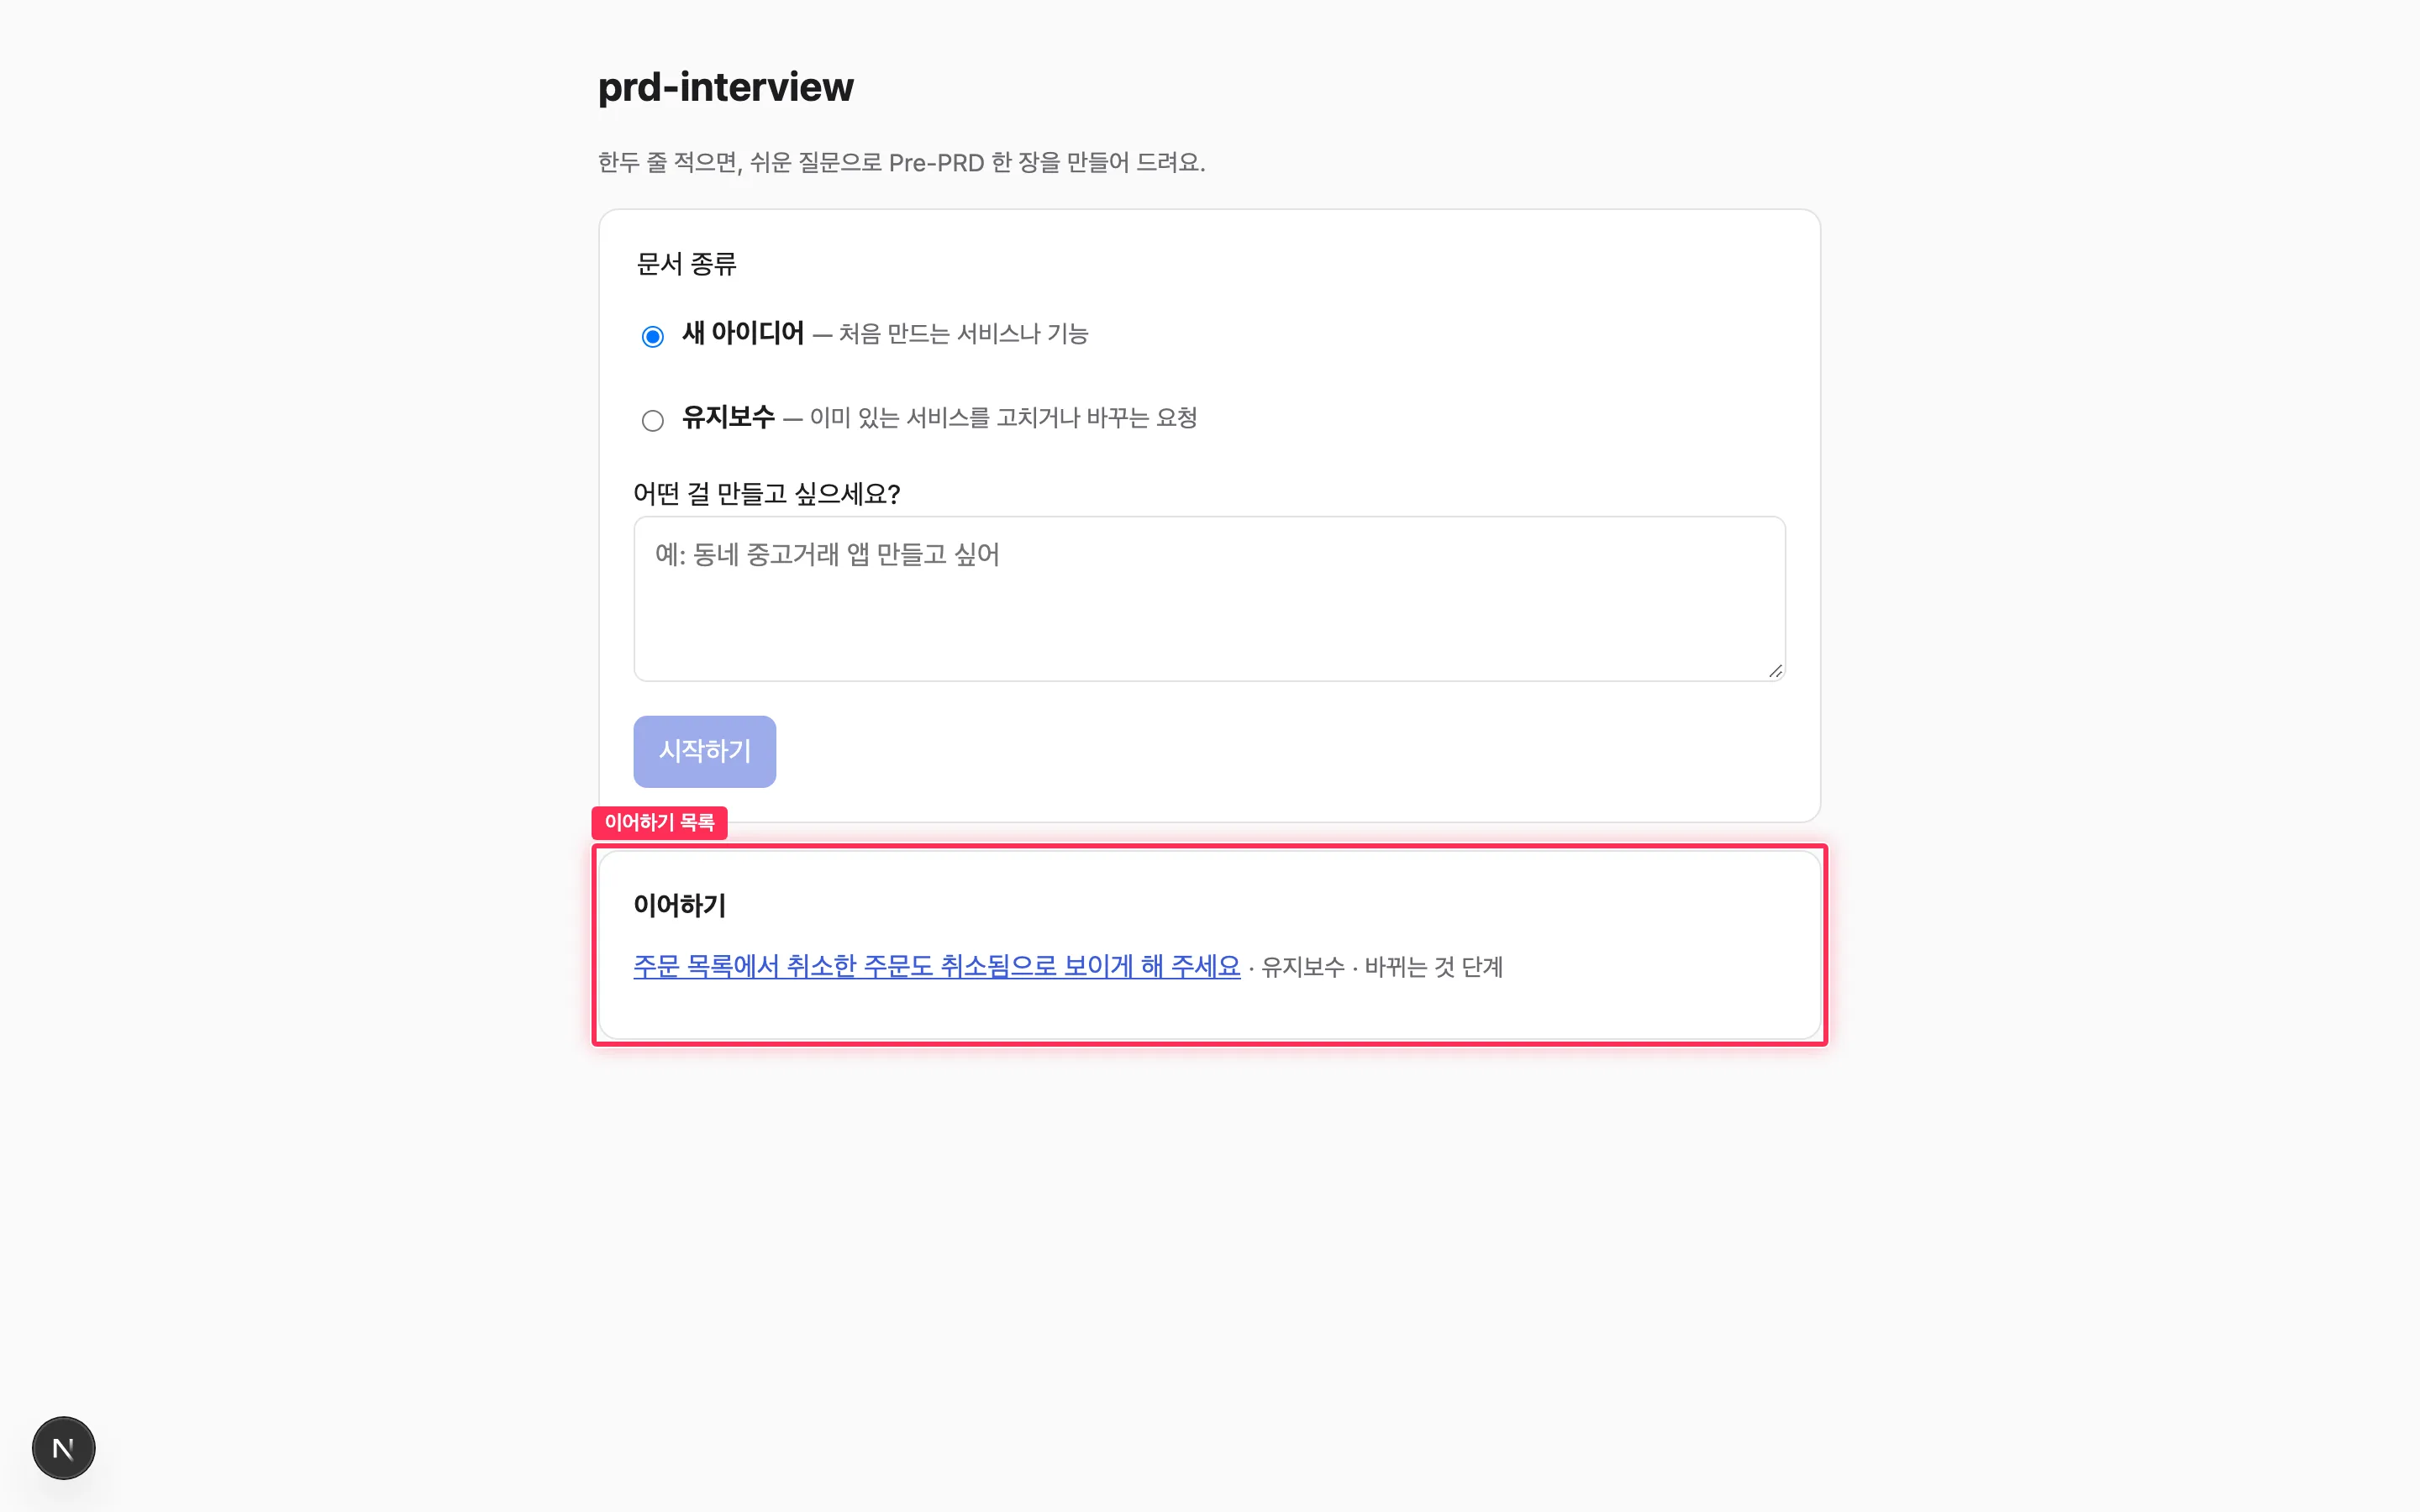 prd-interview
한두 줄 적으면, 쉬운 질문으로 Pre-PRD 한 장을 만들어 드려요.
문서 종류
새 아이디어 — 처음 만드는 서비스나 기능
유지보수 — 이미 있는 서비스를 고치거나 바꾸는 요청
어떤 걸 만들고 싶으세요?
예: 동네 중고거래 앱 만들고 싶어
시작하기
이어하기 목록
이어하기
주문 목록에서 취소한 주문도 취소됨으로 보이게 해 주세요 · 유지보수 · 바뀌는 것 단계
N